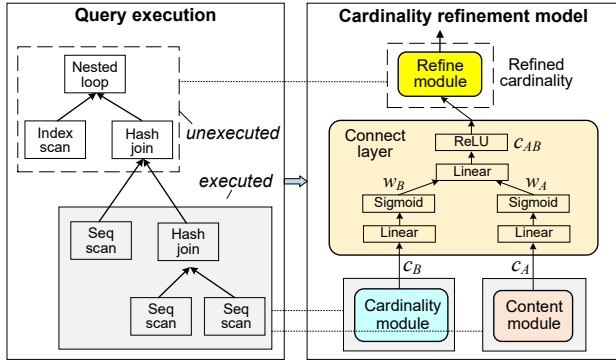 Query execution
Nested
loop
Index
scan
Hash
join
unexecuted
executed
Seq
scan
Hash
join
Seq
scan
Seq
scan
Cardinality refinement model
Refine
module
Refined
cardinality
Connect
layer
ReLU
c_AB
Linear
w_B
w_A
Sigmoid
Sigmoid
Linear
Linear
c_B
c_A
Cardinality
module
Content
module